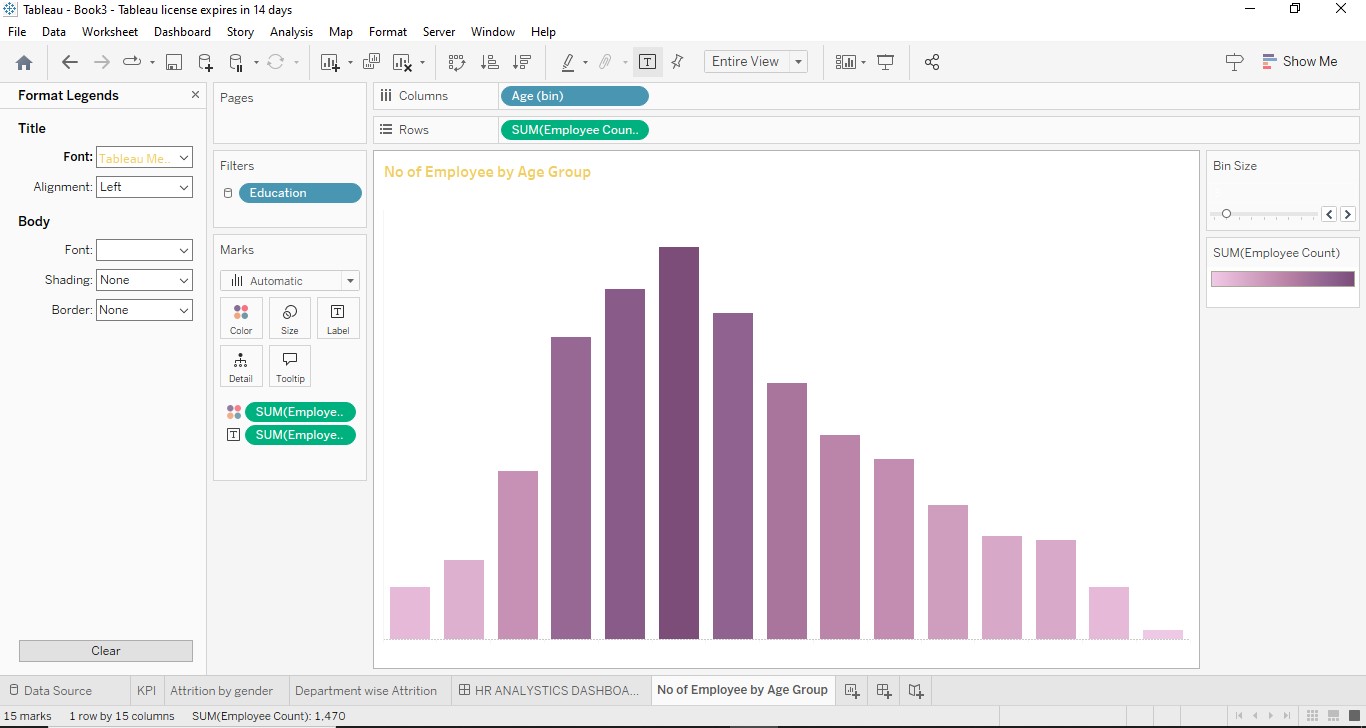 Tableau - Book3 - Tableau license expires in 14 days
File Data Worksheet Dashboard Story Analysis Map Format Server Window Help
Entire View
Show Me
Format Legends
Title
Font: Tableau Me..
Alignment: Left
Body
Font:
Shading: None
Border: None
Clear
Pages
Filters
Education
Marks
Automatic
Color Size Label
Detail Tooltip
SUM(Employe..
SUM(Employe..
Columns Age (bin)
Rows SUM(Employee Coun..
No of Employee by Age Group
Bin Size
SUM(Employee Count)
Data Source KPI Attrition by gender Department wise Attrition HR ANALYSTICS DASHBOA... No of Employee by Age Group
15 marks 1 row by 15 columns SUM(Employee Count): 1,470